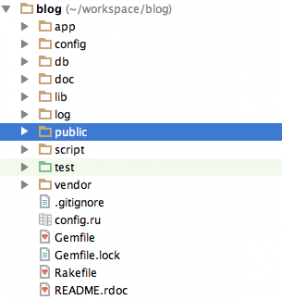 blog (~/workspace/blog)
app
config
db
doc
lib
log
public
script
test
vendor
.gitignore
config.ru
Gemfile
Gemfile.lock
Rakefile
README.rdoc